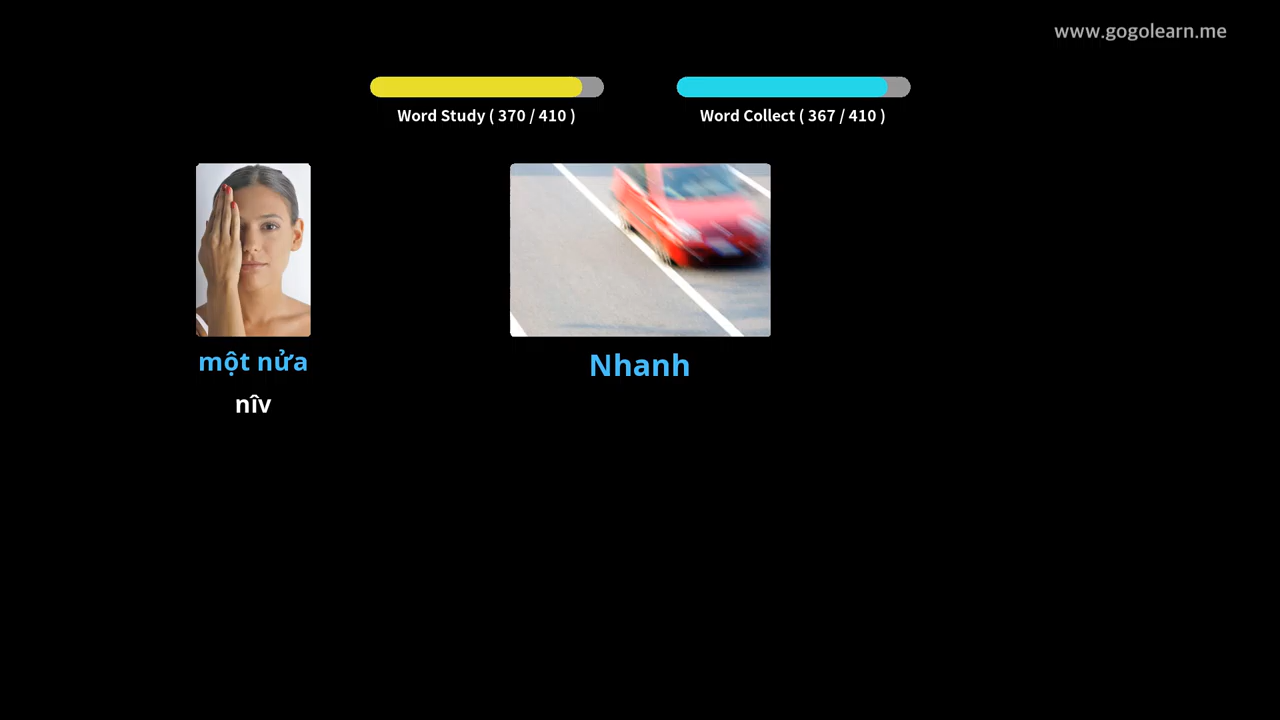 www.gogolearn.me
Word Study ( 370 / 410 )
Word Collect ( 367 / 410 )
một nửa
nîv
Nhanh